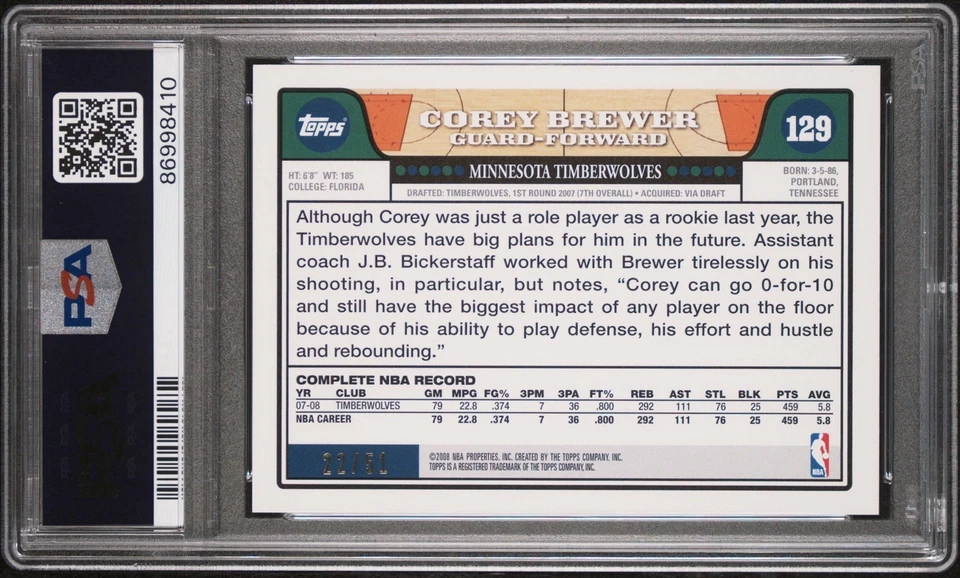 86998410
PSA
PSA
Topps
COREY BREWER
GUARD-FORWARD
129
MINNESOTA TIMBERWOLVES
HT: 6'8" WT: 185
COLLEGE: FLORIDA
DRAFTED: TIMBERWOLVES, 1ST ROUND 2007 (7TH OVERALL) • ACQUIRED: VIA DRAFT
BORN: 3-5-86,
PORTLAND,
TENNESSEE
Although Corey was just a role player as a rookie last year, the
Timberwolves have big plans for him in the future. Assistant
coach J.B. Bickerstaff worked with Brewer tirelessly on his
shooting, in particular, but notes, “Corey can go 0-for-10
and still have the biggest impact of any player on the floor
because of his ability to play defense, his effort and hustle
and rebounding.”
COMPLETE NBA RECORD
YR CLUB GM MPG FG% 3PM 3PA FT% REB AST STL BLK PTS AVG
07-08 TIMBERWOLVES 79 22.8 .374 7 36 .800 292 111 76 25 459 5.8
NBA CAREER 79 22.8 .374 7 36 .800 292 111 76 25 459 5.8
©2008 NBA PROPERTIES, INC. CREATED BY THE TOPPS COMPANY, INC.
TOPPS IS A REGISTERED TRADEMARK OF THE TOPPS COMPANY, INC.
NBA